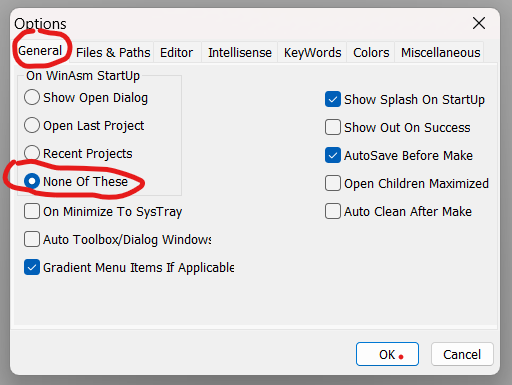 Options
General Files & Paths Editor Intellisense KeyWords Colors Miscellaneous
On WinAsm StartUp
Show Open Dialog
Open Last Project
Recent Projects
None Of These
On Minimize To SysTray
Auto Toolbox/Dialog Windows
Gradient Menu Items If Applicable
Show Splash On StartUp
Show Out On Success
AutoSave Before Make
Open Children Maximized
Auto Clean After Make
OK Cancel